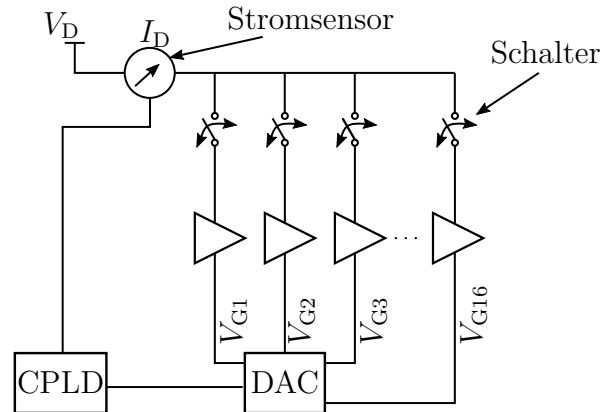 Stromsensor
V_D
I_D
Schalter
. . .
V_G1
V_G2
V_G3
V_G16
CPLD
DAC